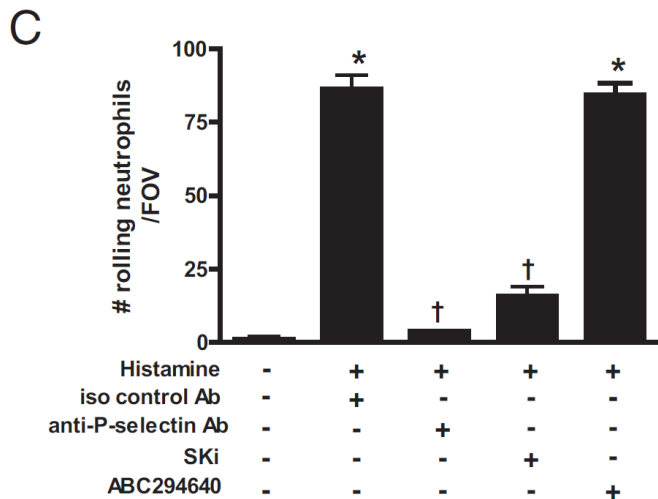 C
# rolling neutrophils
/FOV
100
75
50
25
0
*
†
†
*
Histamine - + + + +
iso control Ab - + - - -
anti-P-selectin Ab - - + - -
SKi - - - + -
ABC294640 - - - - +